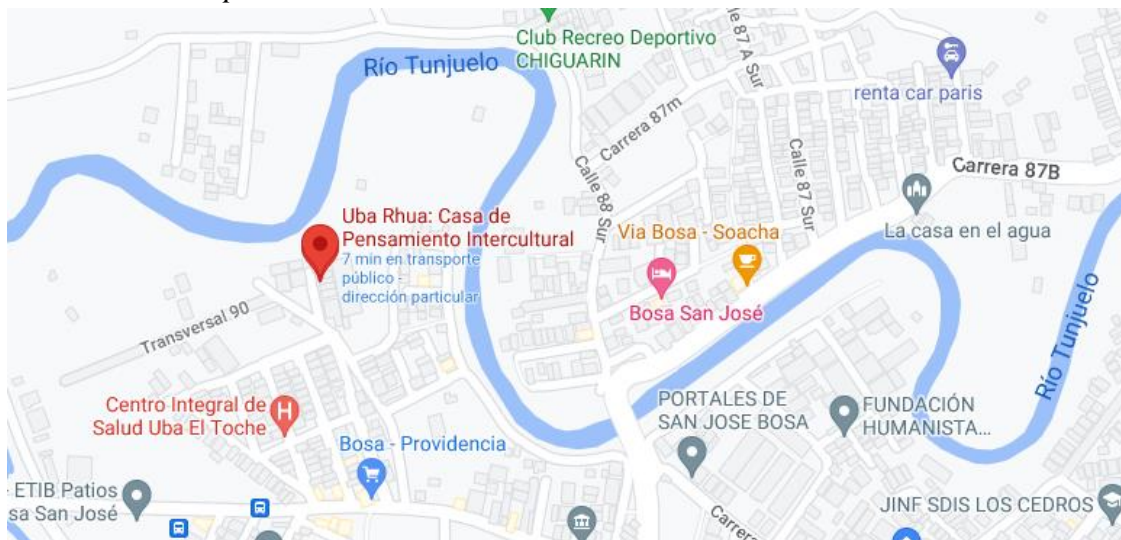 Club Recreo Deportivo
CHIGUARIN
Calle 87 A Sur
Río Tunjuelo
renta car paris
Carrera 87m
Carrera 87B
Calle 88 Sur
Calle 87 Sur
Uba Rhua: Casa de
Pensamiento Intercultural
7 min en transporte
público -
dirección particular
Via Bosa - Soacha
La casa en el agua
Bosa San José
Río Tunjuelo
Transversal 90
Centro Integral de
Salud Uba El Toche
H
PORTALES DE
SAN JOSE BOSA
FUNDACIÓN
HUMANISTA...
Bosa - Providencia
ETIB Patios
sa San José
JINF SDIS LOS CEDROS
Carrera